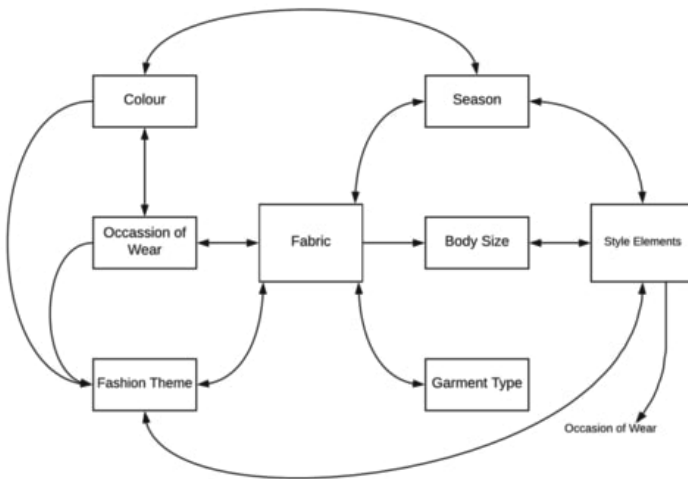 Colour
Season
Occassion of
Wear
Fabric
Body Size
Style Elements
Fashion Theme
Garment Type
Occasion of Wear